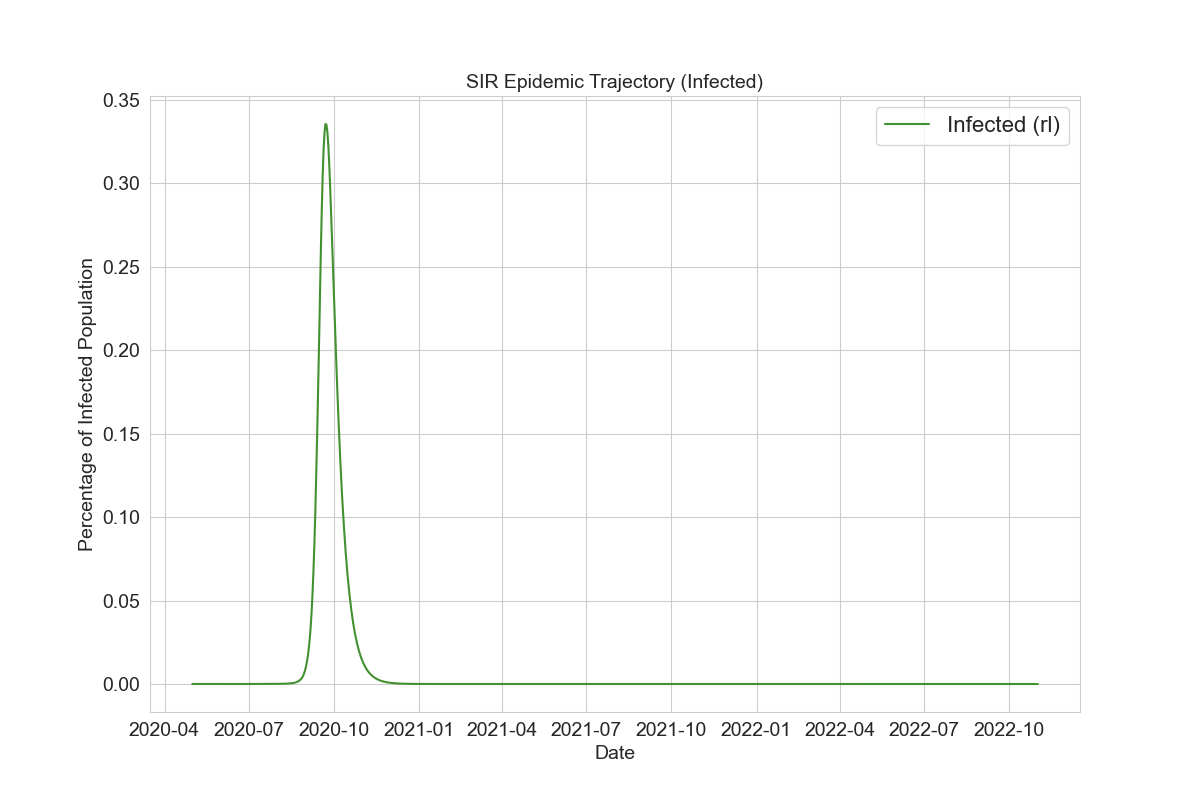 SIR Epidemic Trajectory (Infected)
Infected (rl)
Percentage of Infected Population
0.35
0.30
0.25
0.20
0.15
0.10
0.05
0.00
2020-04 2020-07 2020-10 2021-01 2021-04 2021-07 2021-10 2022-01 2022-04 2022-07 2022-10
Date